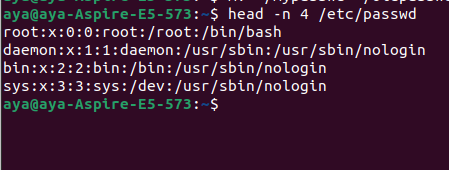 aya@aya-Aspire-E5-573:~$ head -n 4 /etc/passwd
root:x:0:0:root:/root:/bin/bash
daemon:x:1:1:daemon:/usr/sbin:/usr/sbin/nologin
bin:x:2:2:bin:/bin:/usr/sbin/nologin
sys:x:3:3:sys:/dev:/usr/sbin/nologin
aya@aya-Aspire-E5-573:~$